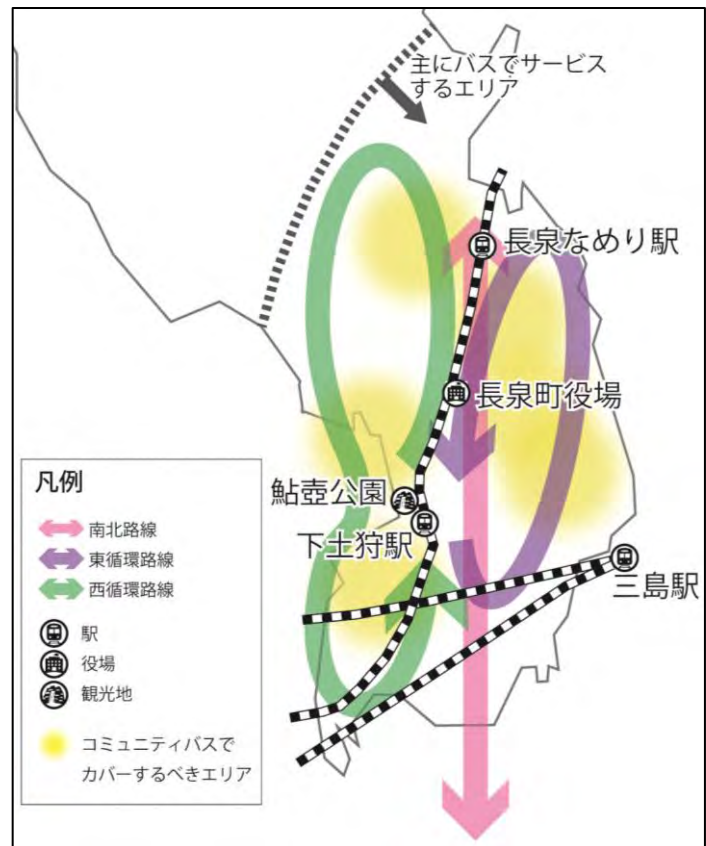 主にバスでサービス
するエリア
長泉なめり駅
長泉町役場
鮎壺公園
下土狩駅
三島駅
凡例
南北路線
東循環路線
西循環路線
駅
役場
観光地
コミュニティバスで
カバーするべきエリア